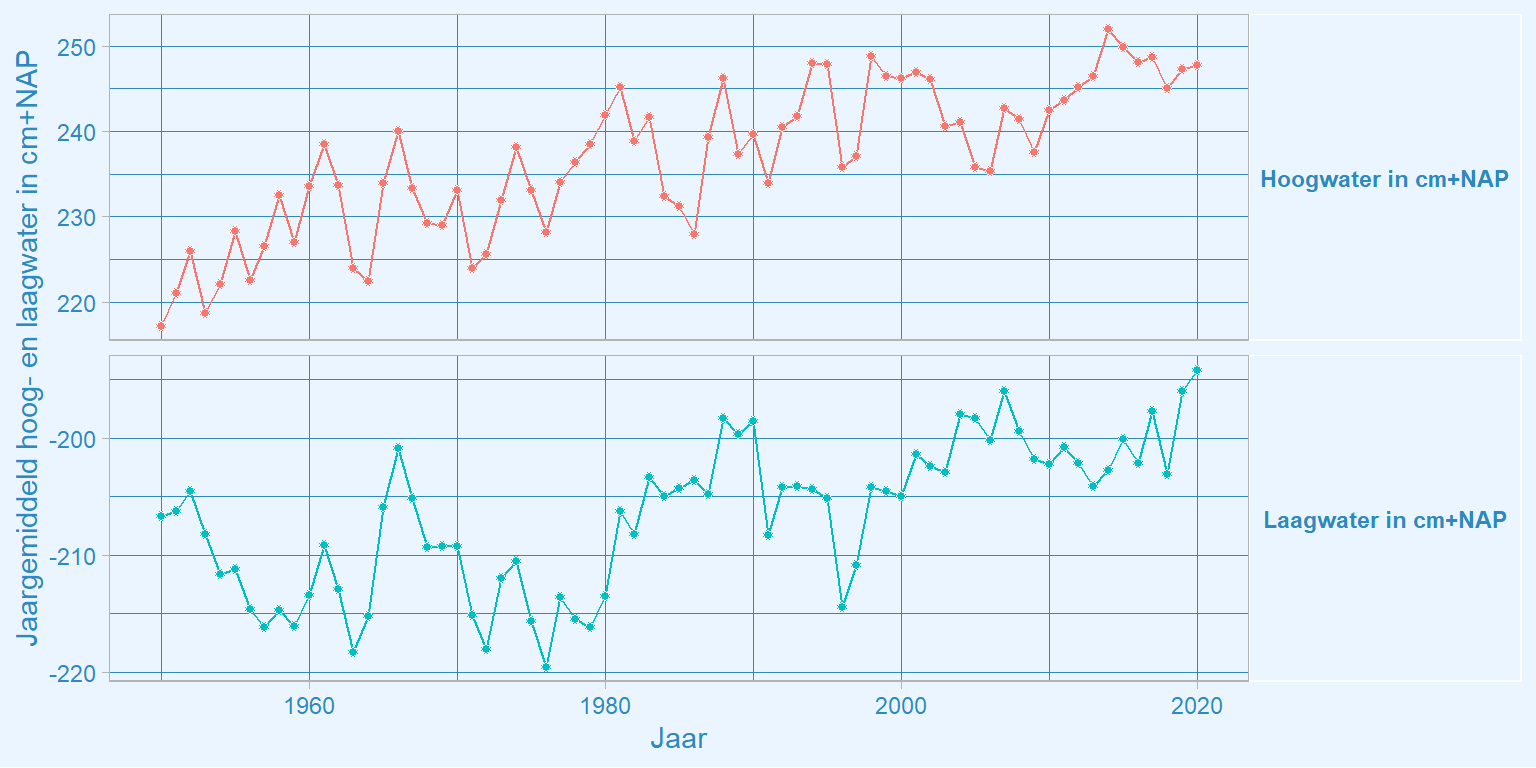 Jaargemiddeld hoog- en laagwater in cm+NAP
250
240
230
220
Hoogwater in cm+NAP
-200
-210
-220
Laagwater in cm+NAP
1960
1980
2000
2020
Jaar